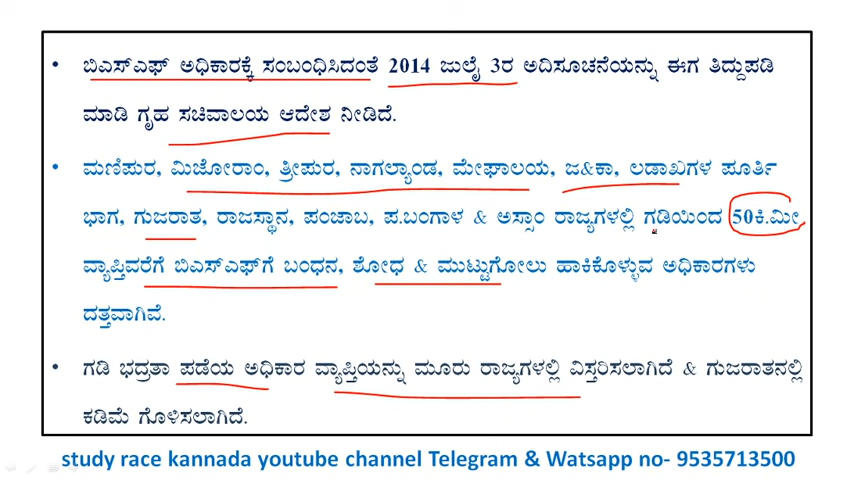 • ಬಿಎಸ್ಎಫ್ ಅಧಿಕಾರಕ್ಕೆ ಸಂಬಂಧಿಸಿದಂತೆ 2014 ಜುಲೈ 3ರ ಅದಿಸೂಚನೆಯನ್ನು ಈಗ ತಿದ್ದುಪಡಿ
ಮಾಡಿ ಗೃಹ ಸಚಿವಾಲಯ ಆದೇಶ ನೀಡಿದೆ.
• ಮಣಿಪುರ, ಮಿಜೋರಾಂ, ತ್ರೀಪುರ, ನಾಗಲ್ಯಾಂಡ, ಮೇಘಾಲಯ, ಜ&ಕಾ, ಲಡಾಖಗಳ ಪೂರ್ತಿ
ಭಾಗ, ಗುಜರಾತ, ರಾಜಸ್ಥಾನ, ಪಂಜಾಬ, ಪ.ಬಂಗಾಳ & ಅಸ್ಸಾಂ ರಾಜ್ಯಗಳಲ್ಲಿ ಗಡಿಯಿಂದ 50ಕಿ.ಮೀ
ವ್ಯಾಪ್ತಿವರೆಗೆ ಬಿಎಸ್ಎಫ್‌ಗೆ ಬಂಧನ, ಶೋಧ & ಮುಟ್ಟುಗೋಲು ಹಾಕಿಕೊಳ್ಳುವ ಅಧಿಕಾರಗಳು
ದತ್ತವಾಗಿವೆ.
• ಗಡಿ ಭದ್ರತಾ ಪಡೆಯ ಅಧಿಕಾರ ವ್ಯಾಪ್ತಿಯನ್ನು ಮೂರು ರಾಜ್ಯಗಳಲ್ಲಿ ವಿಸ್ತರಿಸಲಾಗಿದೆ & ಗುಜರಾತನಲ್ಲಿ
ಕಡಿಮೆ ಗೊಳಿಸಲಾಗಿದೆ.
study race kannada youtube channel Telegram & Watsapp no- 9535713500